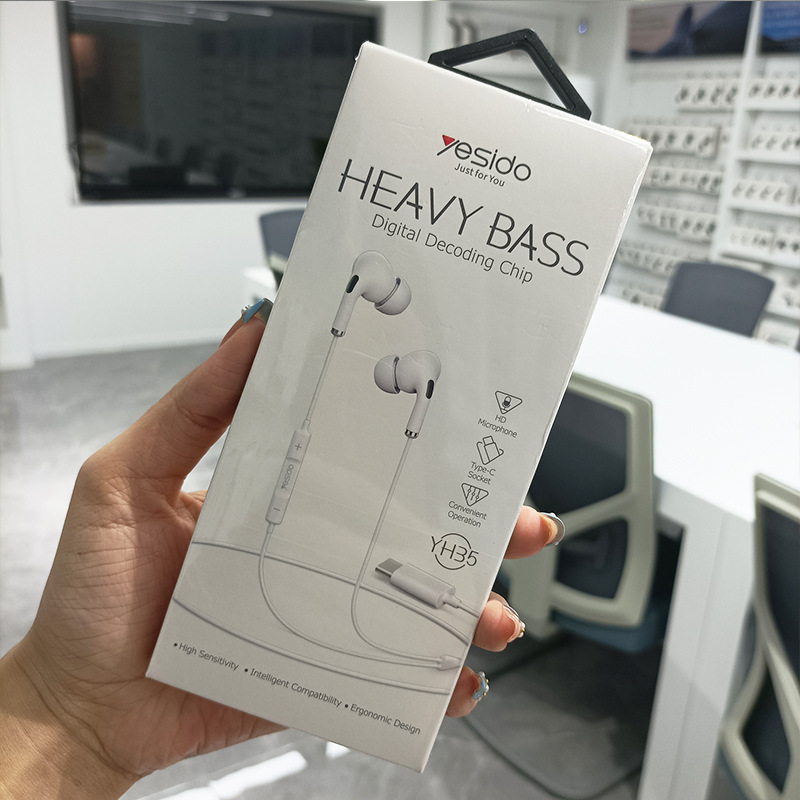 Yesido
Just for You
HEAVY BASS
Digital Decoding Chip
HD
Microphone
Type-C
Socket
Convenient
Operation
YH35
+
Yesido
−
• High Sensitivity • Intelligent Compatibility • Ergonomic Design